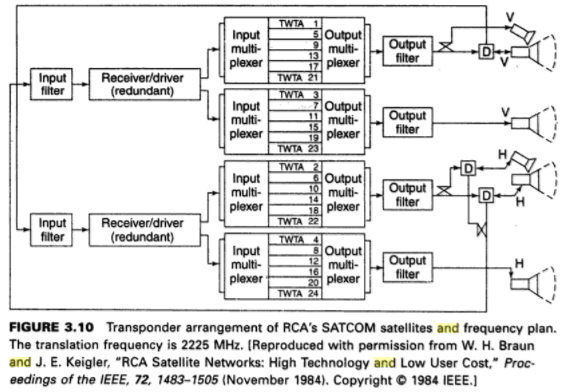 V
TWTA 1
5
9
13
17
TWTA 21
Input
multi-
plexer
Output
multi-
plexer
Output
filter
D
V
Input
filter
Receiver/driver
(redundant)
TWTA 3
7
11
15
19
TWTA 23
Input
multi-
plexer
Output
multi-
plexer
Output
filter
V
TWTA 2
6
10
14
18
TWTA 22
Input
multi-
plexer
Output
multi-
plexer
Output
filter
D
H
D
H
Input
filter
Receiver/driver
(redundant)
TWTA 4
8
12
16
20
TWTA 24
Input
multi-
plexer
Output
multi-
plexer
Output
filter
H
FIGURE 3.10 Transponder arrangement of RCA's SATCOM satellites and frequency plan.
The translation frequency is 2225 MHz. [Reproduced with permission from W. H. Braun
and J. E. Keigler, "RCA Satellite Networks: High Technology and Low User Cost," Proc-
eedings of the IEEE, 72, 1483–1505 (November 1984). Copyright © 1984 IEEE.]